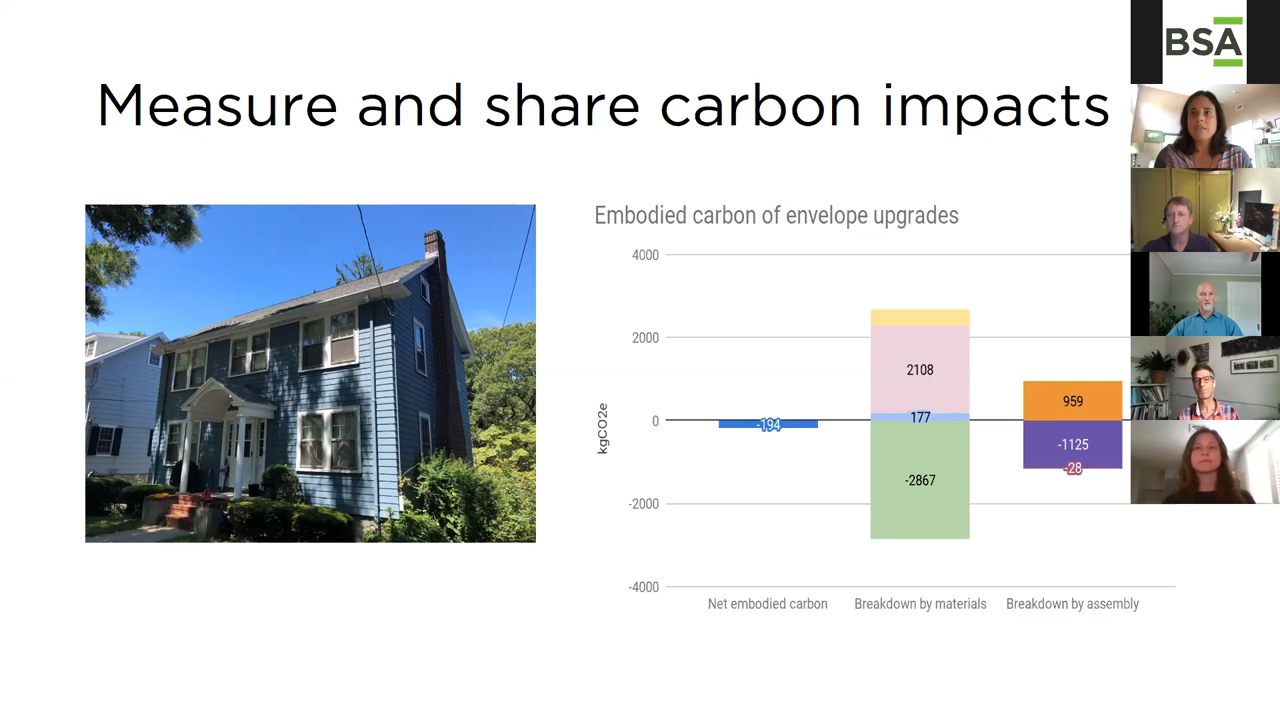 Measure and share carbon impacts
BSA
Embodied carbon of envelope upgrades
4000
2000
0
-2000
-4000
kgCO2e
-194
2108
177
-2867
959
-1125
-28
Net embodied carbon
Breakdown by materials
Breakdown by assembly